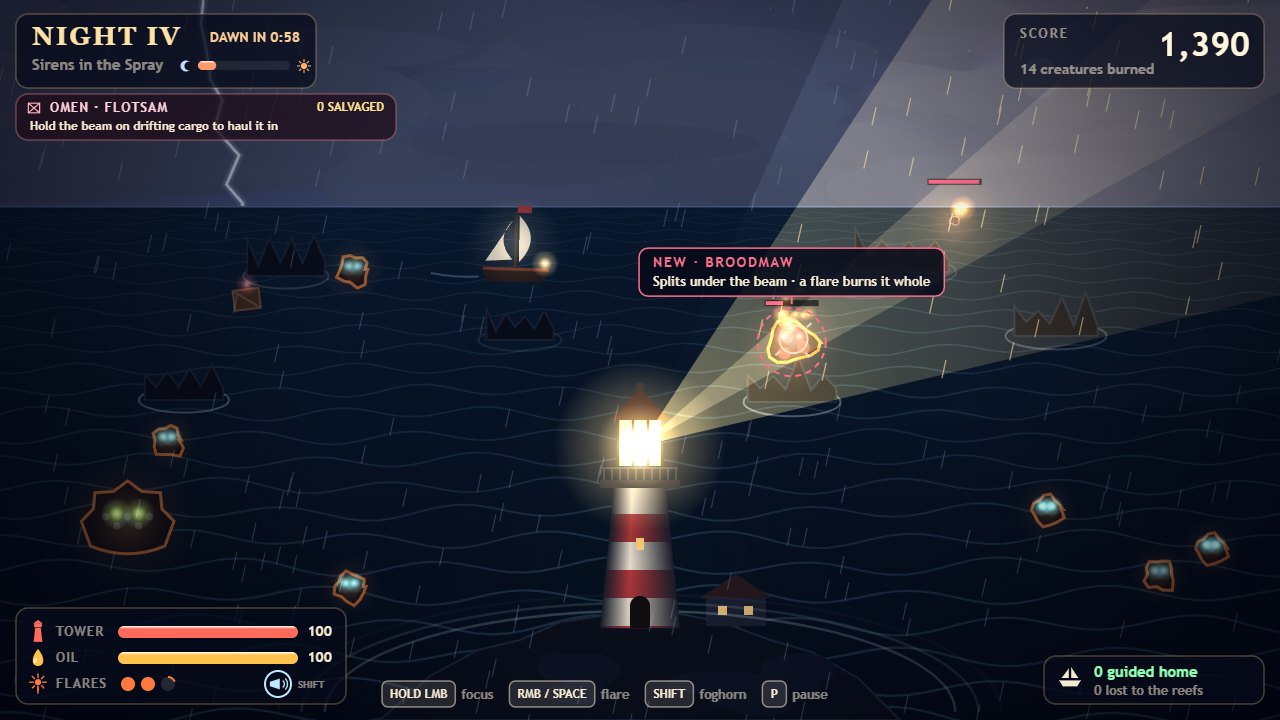 NIGHT IV
DAWN IN 0:58
Sirens in the Spray
OMEN · FLOTSAM
0 SALVAGED
Hold the beam on drifting cargo to haul it in
SCORE
1,390
14 creatures burned
NEW · BROODMAW
Splits under the beam · a flare burns it whole
TOWER 100
OIL 100
FLARES SHIFT
HOLD LMB focus RMB / SPACE flare SHIFT foghorn P pause
0 guided home
0 lost to the reefs